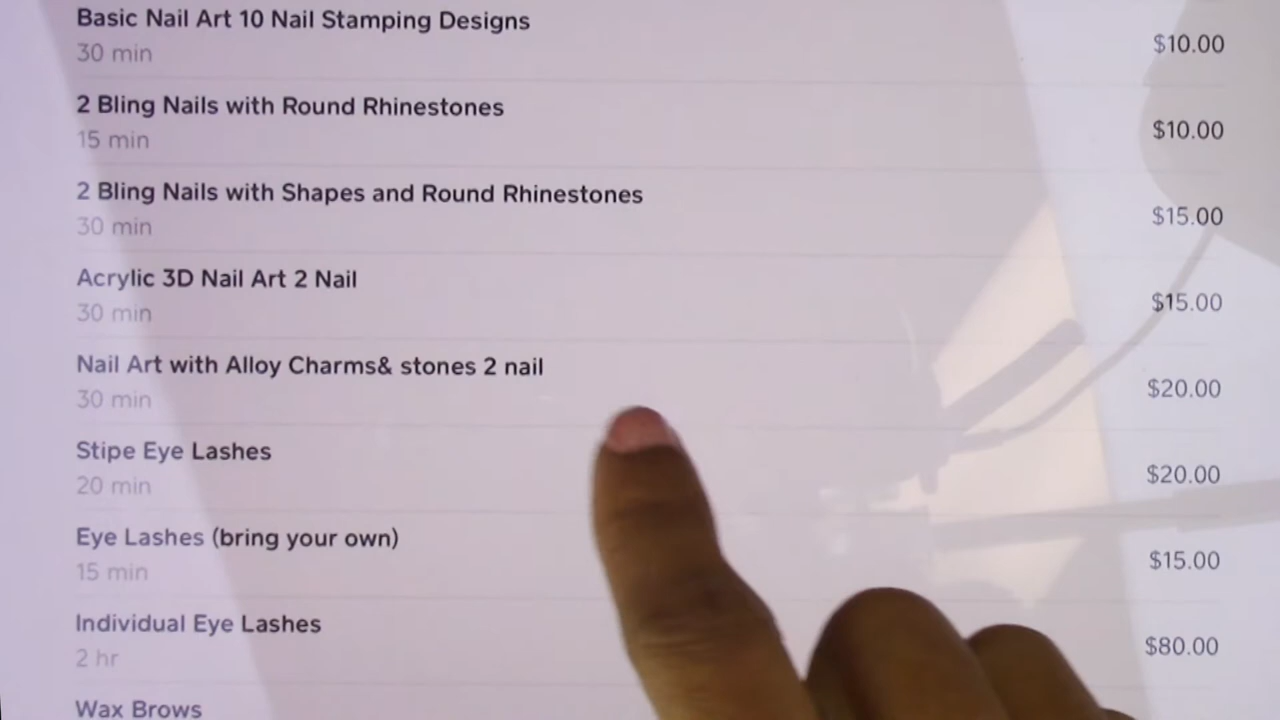 Basic Nail Art 10 Nail Stamping Designs
30 min
$10.00
2 Bling Nails with Round Rhinestones
15 min
$10.00
2 Bling Nails with Shapes and Round Rhinestones
30 min
$15.00
Acrylic 3D Nail Art 2 Nail
30 min
$15.00
Nail Art with Alloy Charms& stones 2 nail
30 min
$20.00
Stipe Eye Lashes
20 min
$20.00
Eye Lashes (bring your own)
15 min
$15.00
Individual Eye Lashes
2 hr
$80.00
Wax Brows